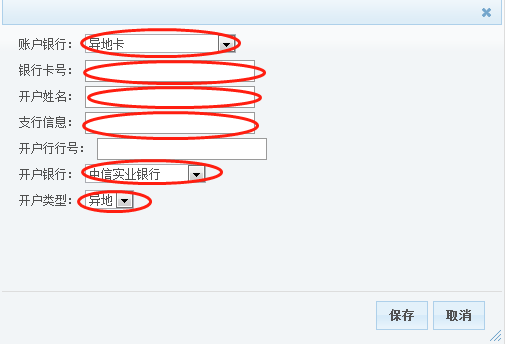 账户银行： 异地卡
银行卡号：
开户姓名：
支行信息：
开户行行号：
开户银行： 中信实业银行
开户类型： 异地
保存 取消